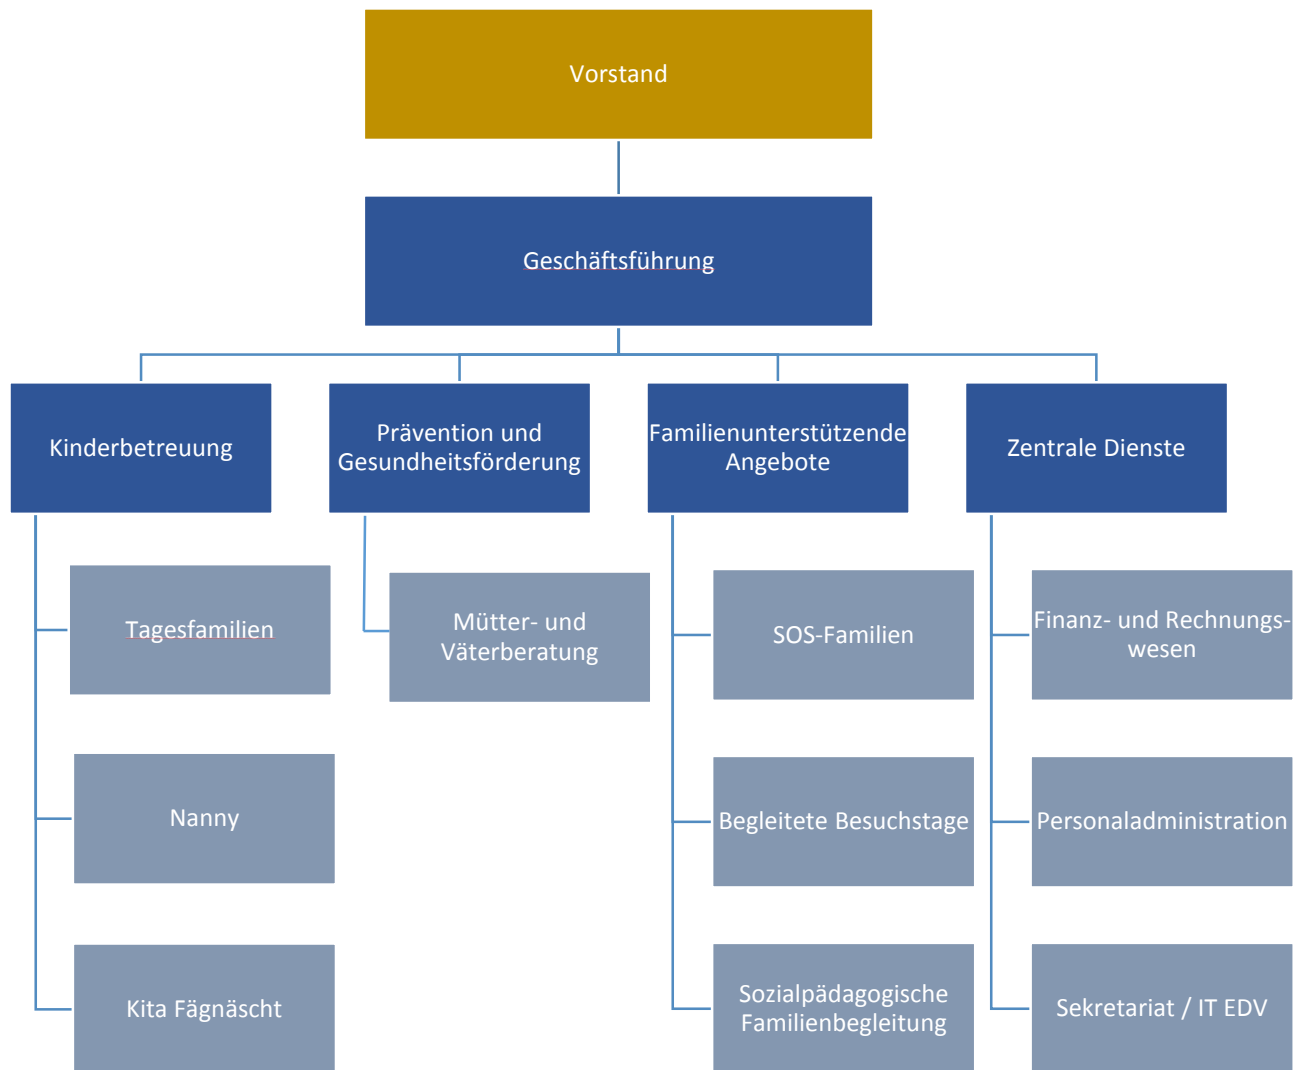 Vorstand
Geschäftsführung
Kinderbetreuung
Prävention und
Gesundheitsförderung
Familienunterstützende
Angebote
Zentrale Dienste
Tagesfamilien
Mütter- und
Väterberatung
SOS-Familien
Finanz- und Rechnungs-
wesen
Nanny
Begleitete Besuchstage
Personaladministration
Kita Fägnäscht
Sozialpädagogische
Familienbegleitung
Sekretariat / IT EDV